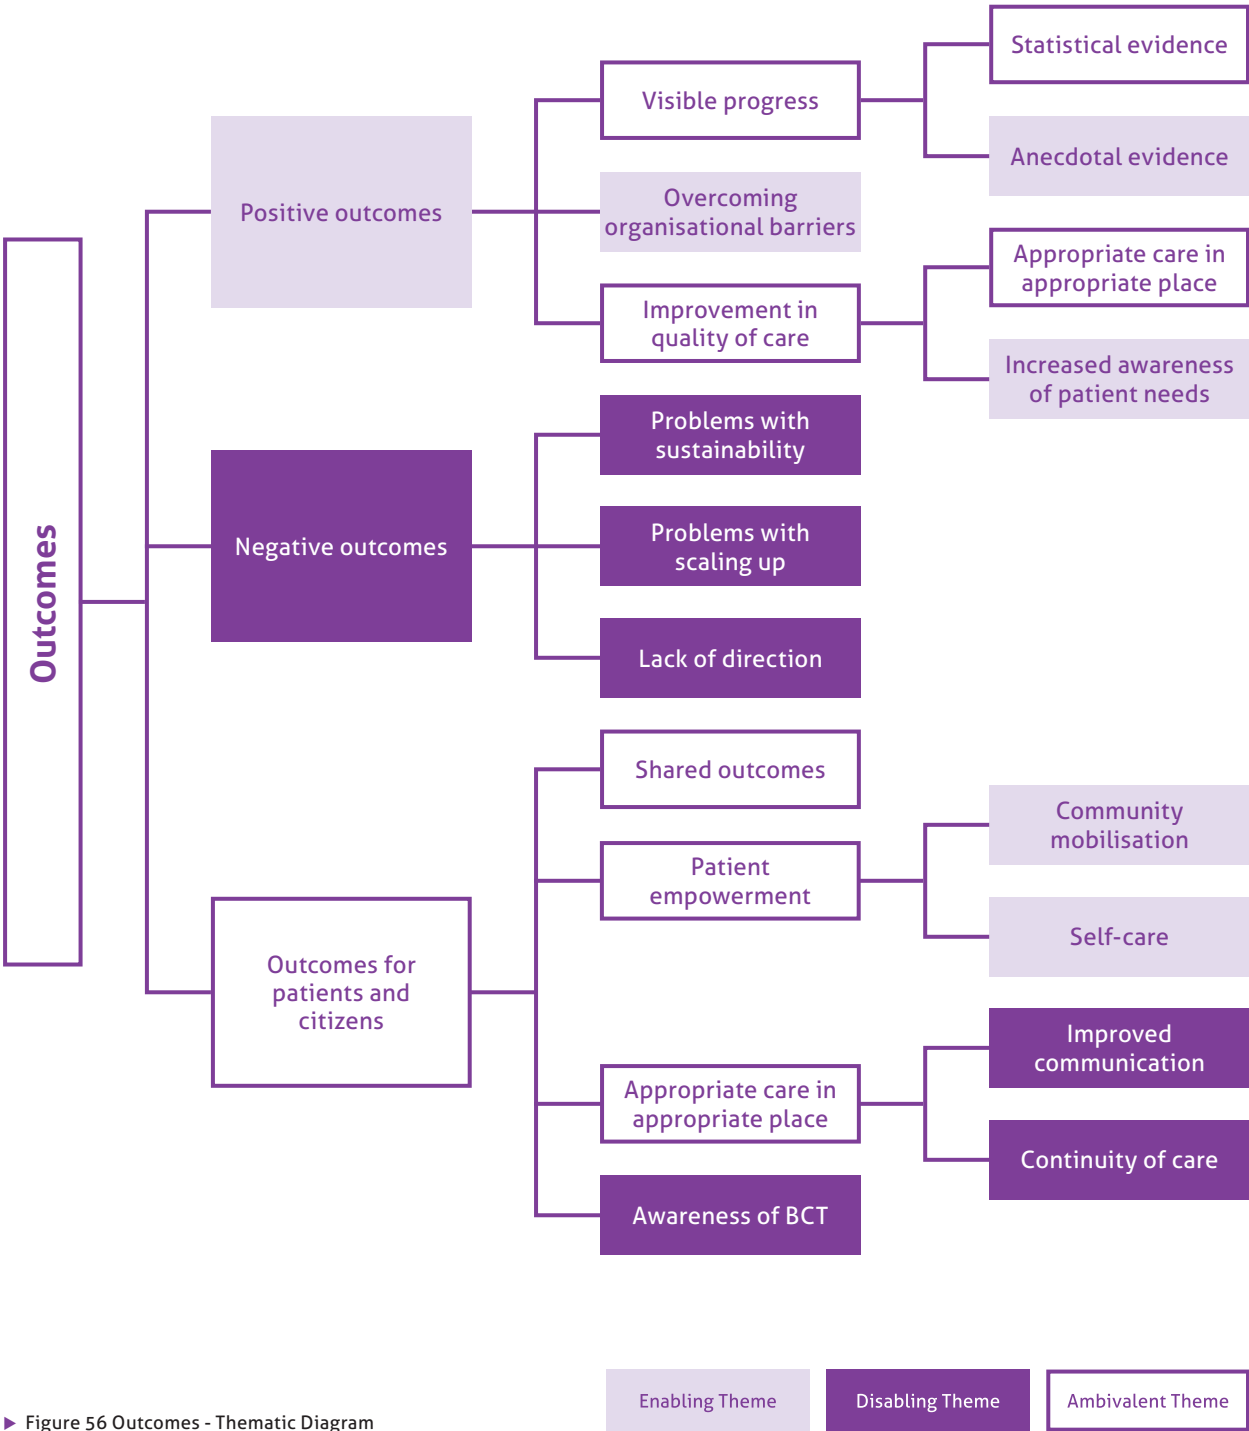 Outcomes
Positive outcomes
Visible progress
Statistical evidence
Anecdotal evidence
Overcoming
organisational barriers
Improvement in
quality of care
Appropriate care in
appropriate place
Increased awareness
of patient needs
Negative outcomes
Problems with
sustainability
Problems with
scaling up
Lack of direction
Outcomes for
patients and
citizens
Shared outcomes
Patient
empowerment
Community
mobilisation
Self-care
Appropriate care in
appropriate place
Improved
communication
Continuity of care
Awareness of BCT
Enabling Theme
Disabling Theme
Ambivalent Theme
▶ Figure 56 Outcomes - Thematic Diagram